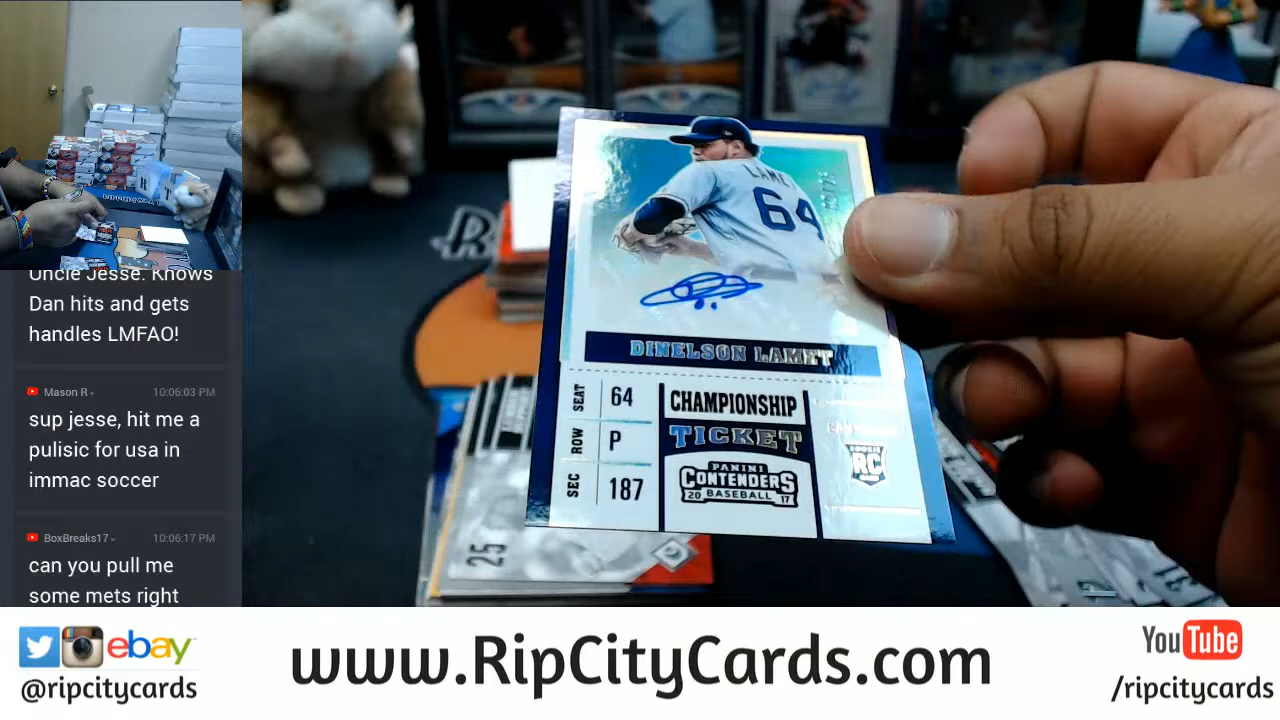 Uncle Jesse. Knows
Dan hits and gets
handles LMFAO!
Mason R
10:06:03 PM
sup jesse, hit me a
pulisic for usa in
immac soccer
BoxBreaks17
10:06:17 PM
can you pull me
some mets right
LAMET
64
DINELSON LAMET
SEAT 64
ROW P
SEC 187
CHAMPIONSHIP
TICKET
PANINI
CONTENDERS
20 BASEBALL 17
RC
25
ebay
@ripcitycards
www.RipCityCards.com
YouTube
/ripcitycards